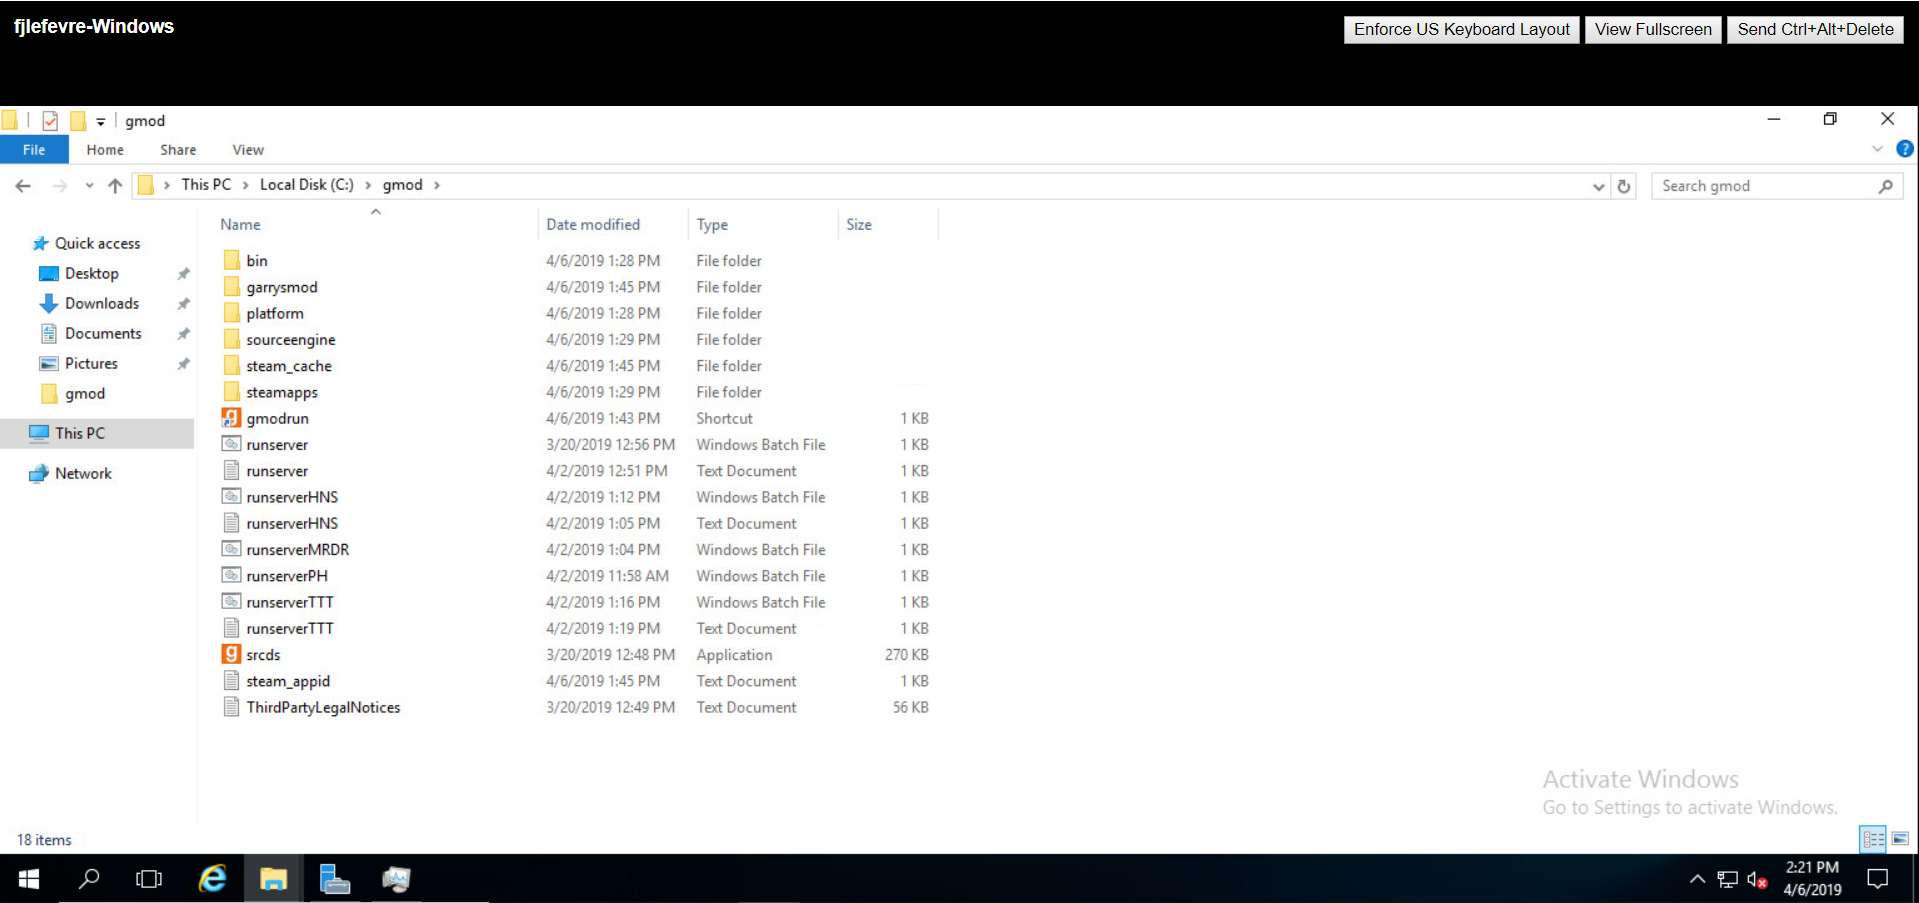 fjlefevre-Windows
Enforce US Keyboard Layout View Fullscreen Send Ctrl+Alt+Delete
gmod
File Home Share View
This PC Local Disk (C:) gmod
Search gmod
Name Date modified Type Size
Quick access
Desktop
Downloads
Documents
Pictures
gmod
This PC
Network
bin 4/6/2019 1:28 PM File folder
garrysmod 4/6/2019 1:45 PM File folder
platform 4/6/2019 1:28 PM File folder
sourceengine 4/6/2019 1:29 PM File folder
steam_cache 4/6/2019 1:45 PM File folder
steamapps 4/6/2019 1:29 PM File folder
gmodrun 4/6/2019 1:43 PM Shortcut 1 KB
runserver 3/20/2019 12:56 PM Windows Batch File 1 KB
runserver 4/2/2019 12:51 PM Text Document 1 KB
runserverHNS 4/2/2019 1:12 PM Windows Batch File 1 KB
runserverHNS 4/2/2019 1:05 PM Text Document 1 KB
runserverMRDR 4/2/2019 1:04 PM Windows Batch File 1 KB
runserverPH 4/2/2019 11:58 AM Windows Batch File 1 KB
runserverTTT 4/2/2019 1:16 PM Windows Batch File 1 KB
runserverTTT 4/2/2019 1:19 PM Text Document 1 KB
srcds 3/20/2019 12:48 PM Application 270 KB
steam_appid 4/6/2019 1:45 PM Text Document 1 KB
ThirdPartyLegalNotices 3/20/2019 12:49 PM Text Document 56 KB
Activate Windows
Go to Settings to activate Windows.
18 items
2:21 PM
4/6/2019